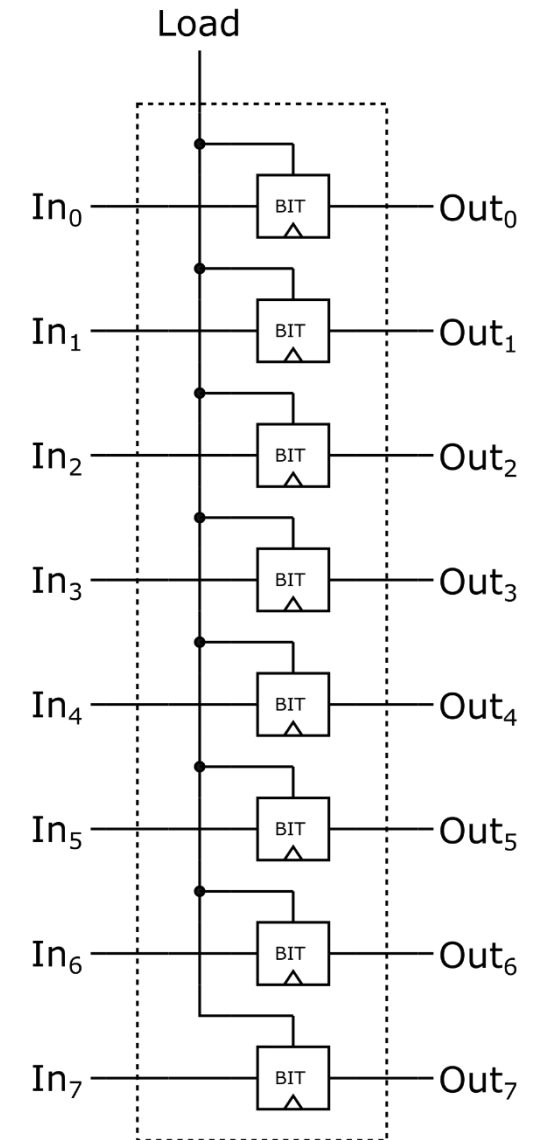 Load
In₀ BIT Out₀
In₁ BIT Out₁
In₂ BIT Out₂
In₃ BIT Out₃
In₄ BIT Out₄
In₅ BIT Out₅
In₆ BIT Out₆
In₇ BIT Out₇